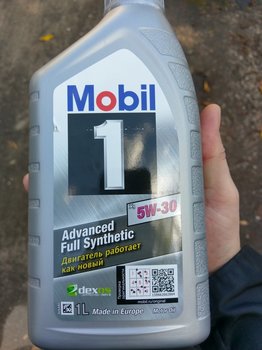 Mobil
1
5W-30
Advanced
Full Synthetic
Двигатель работает
как новый
dexos
1L Made in Europe Motor Oil